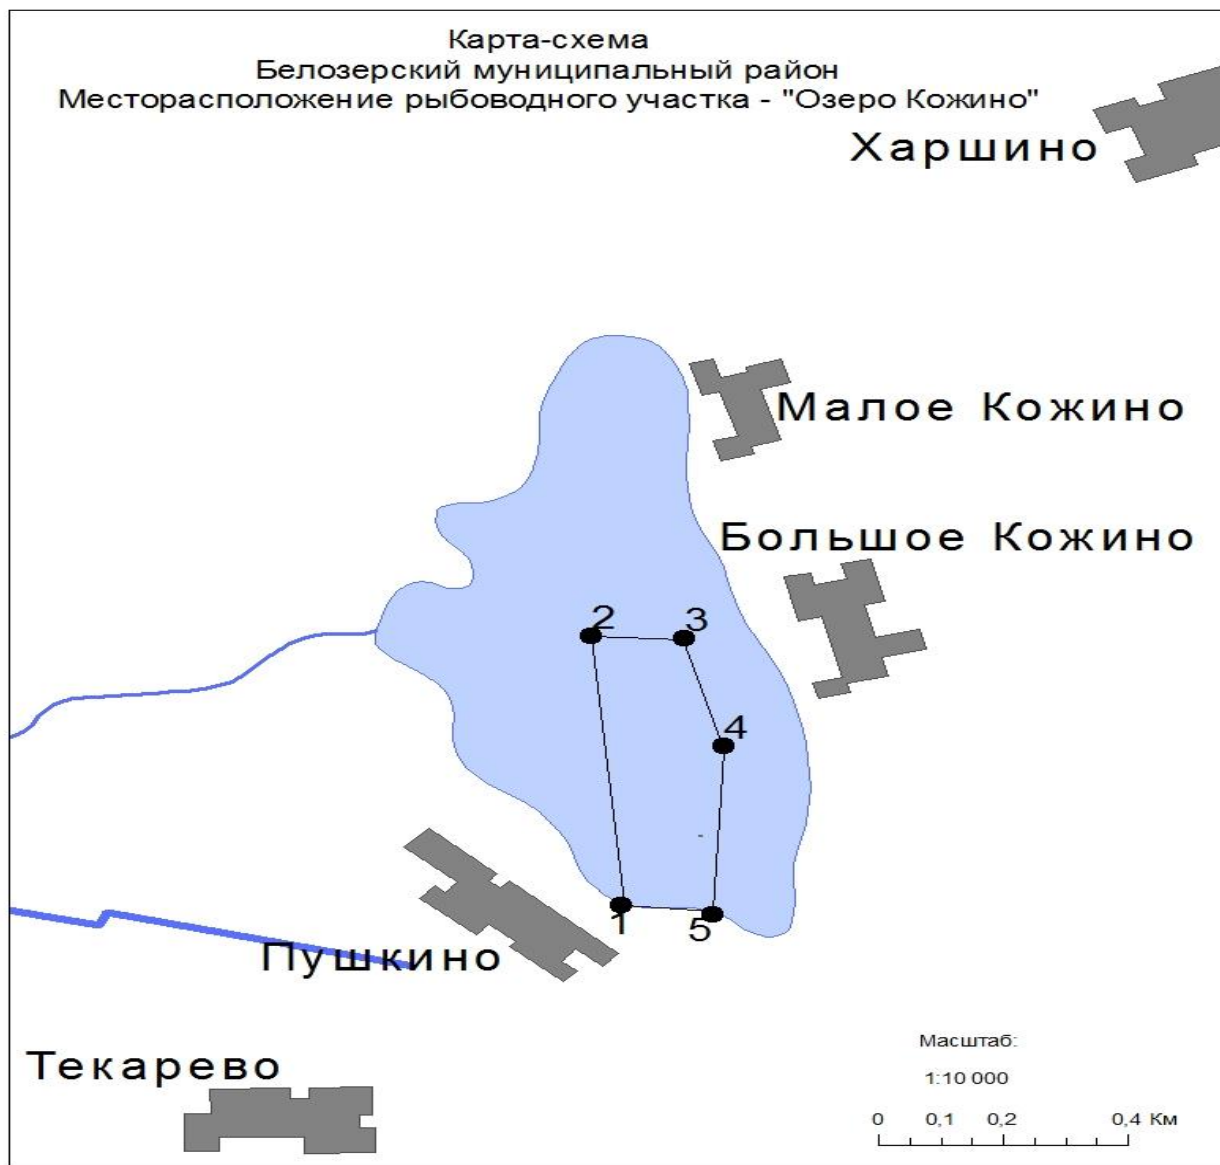 Карта-схема
Белозерский муниципальный район
Месторасположение рыбоводного участка - "Озеро Кожино"
Харшино
Малое Кожино
Большое Кожино
2
3
4
1
5
Пушкино
Текарево
Масштаб:
1:10 000
0 0,1 0,2 0,4 Км